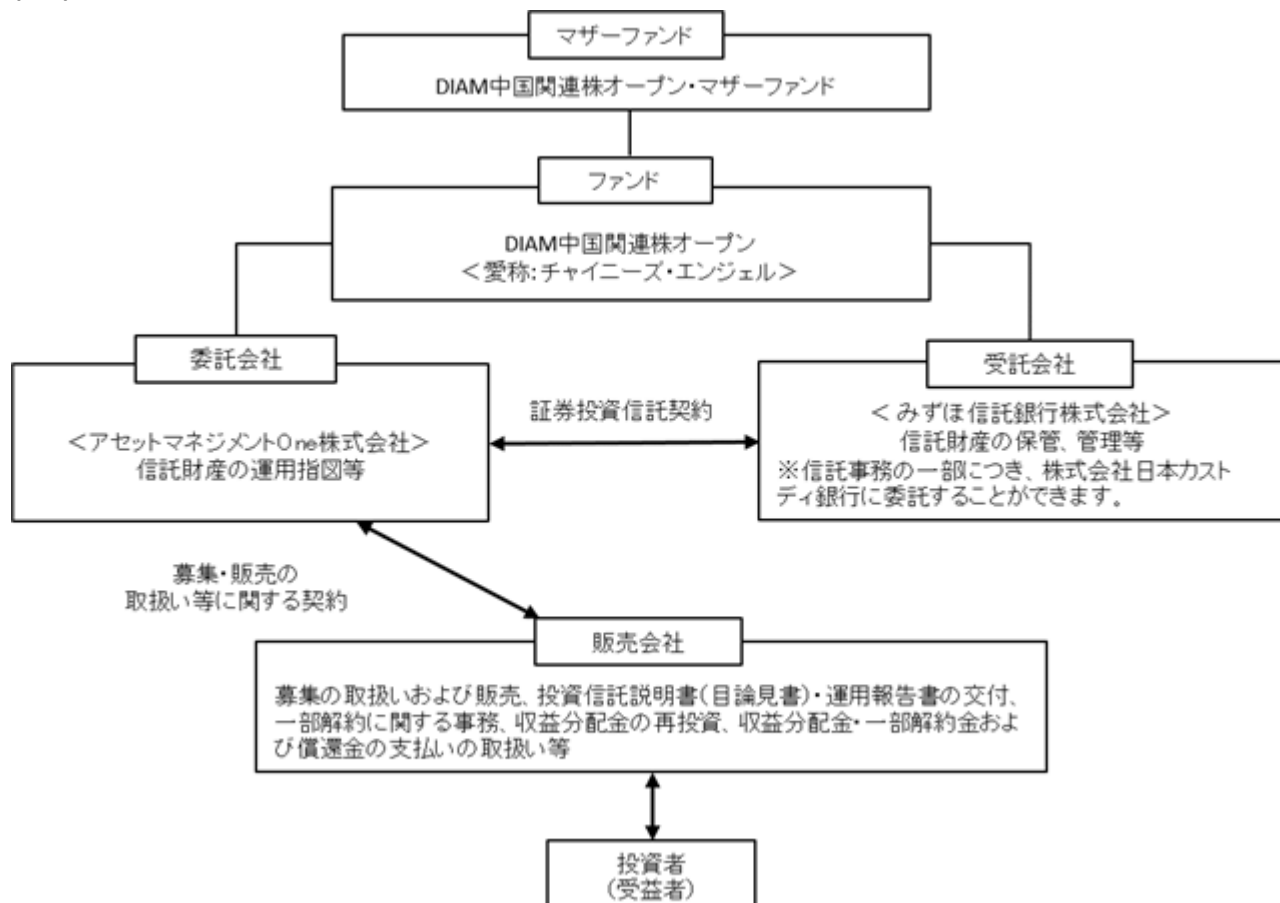 マザーファンド
DIAM中国関連株オープン・マザーファンド
ファンド
DIAM中国関連株オープン
＜愛称:チャイニーズ・エンジェル＞
委託会社
＜アセットマネジメントOne株式会社＞
信託財産の運用指図等
証券投資信託契約
受託会社
＜みずほ信託銀行株式会社＞
信託財産の保管、管理等
※信託事務の一部につき、株式会社日本カスト
ディ銀行に委託することができます。
募集・販売の
取扱い等に関する契約
販売会社
募集の取扱いおよび販売、投資信託説明書(目論見書)・運用報告書の交付、
一部解約に関する事務、収益分配金の再投資、収益分配金・一部解約金およ
び償還金の支払いの取扱い等
投資者
(受益者)